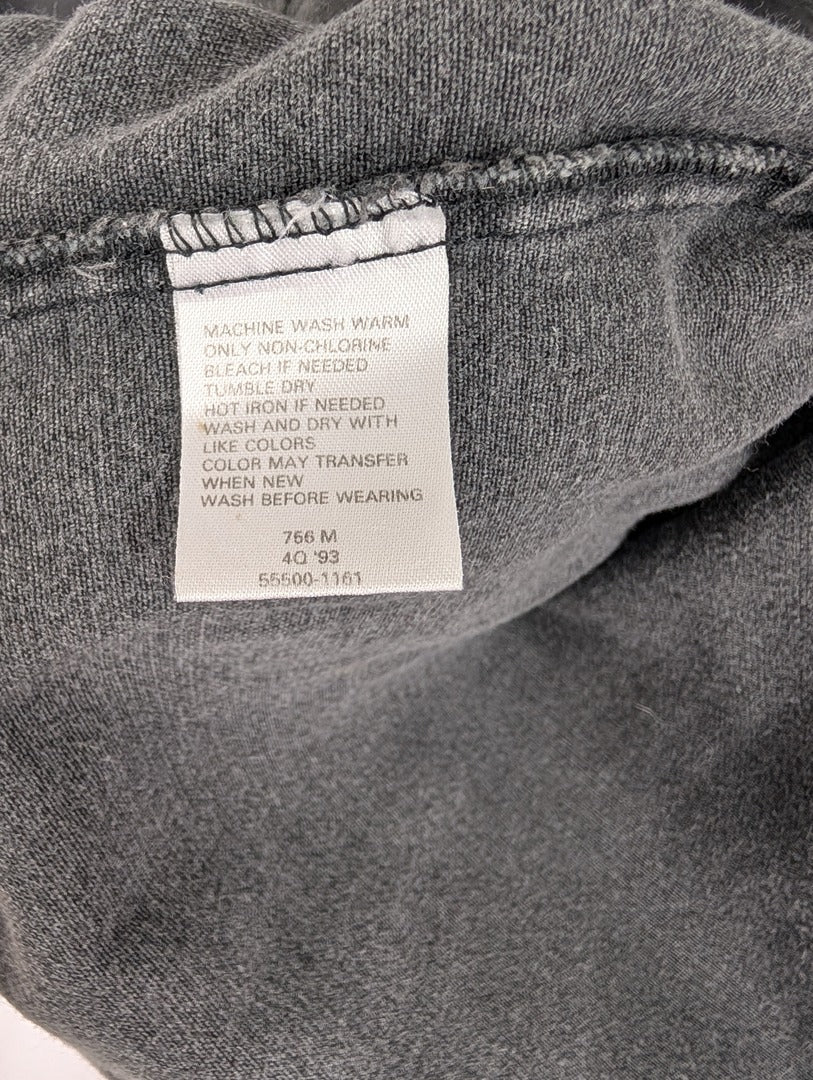 MACHINE WASH WARM
ONLY NON-CHLORINE
BLEACH IF NEEDED
TUMBLE DRY
HOT IRON IF NEEDED
WASH AND DRY WITH
LIKE COLORS
COLOR MAY TRANSFER
WHEN NEW
WASH BEFORE WEARING
756 M
4Q '93
55500-1161